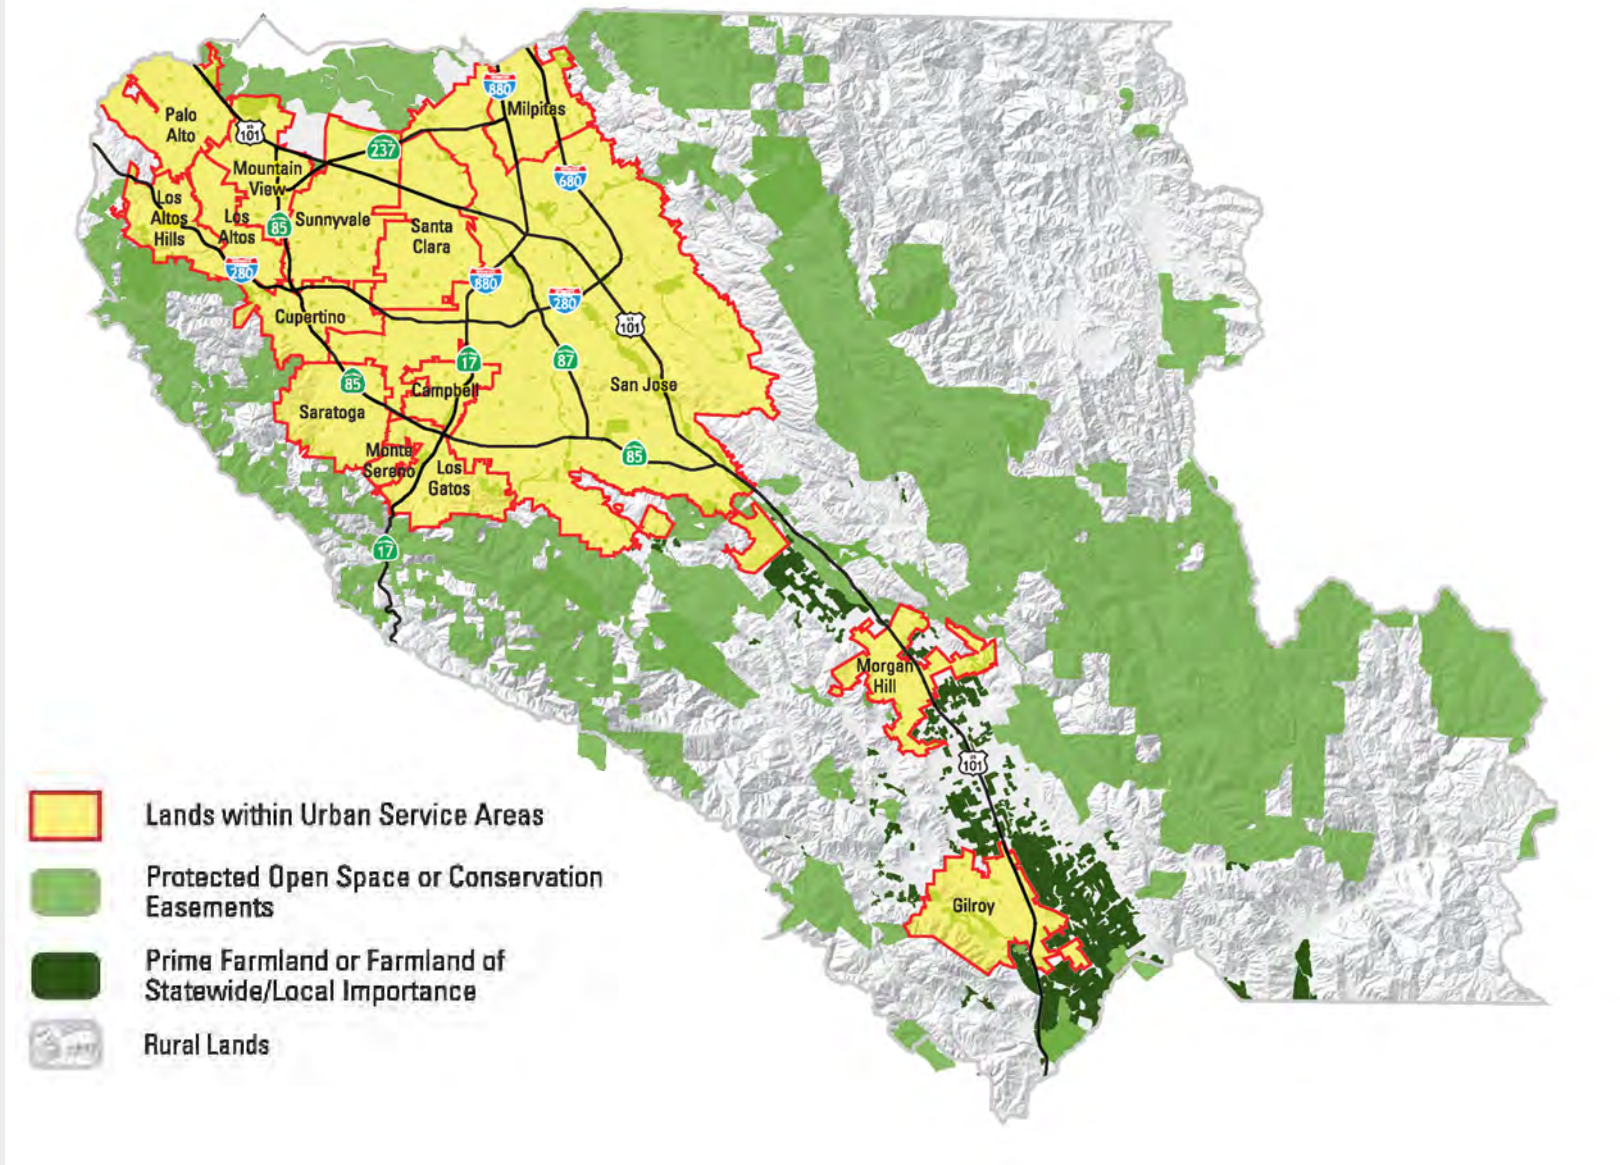 880
Milpitas
Palo
Alto
US
101
237
Mountain
View
680
Los
Altos
Hills
Los
Altos
85
Sunnyvale
Santa
Clara
280
880
280
Cupertino
US
101
17
87
85
Campbell
San Jose
Saratoga
Monte
Sereno
Los
Gatos
85
17
Morgan
Hill
US
101
Gilroy
Lands within Urban Service Areas
Protected Open Space or Conservation
Easements
Prime Farmland or Farmland of
Statewide/Local Importance
Rural Lands